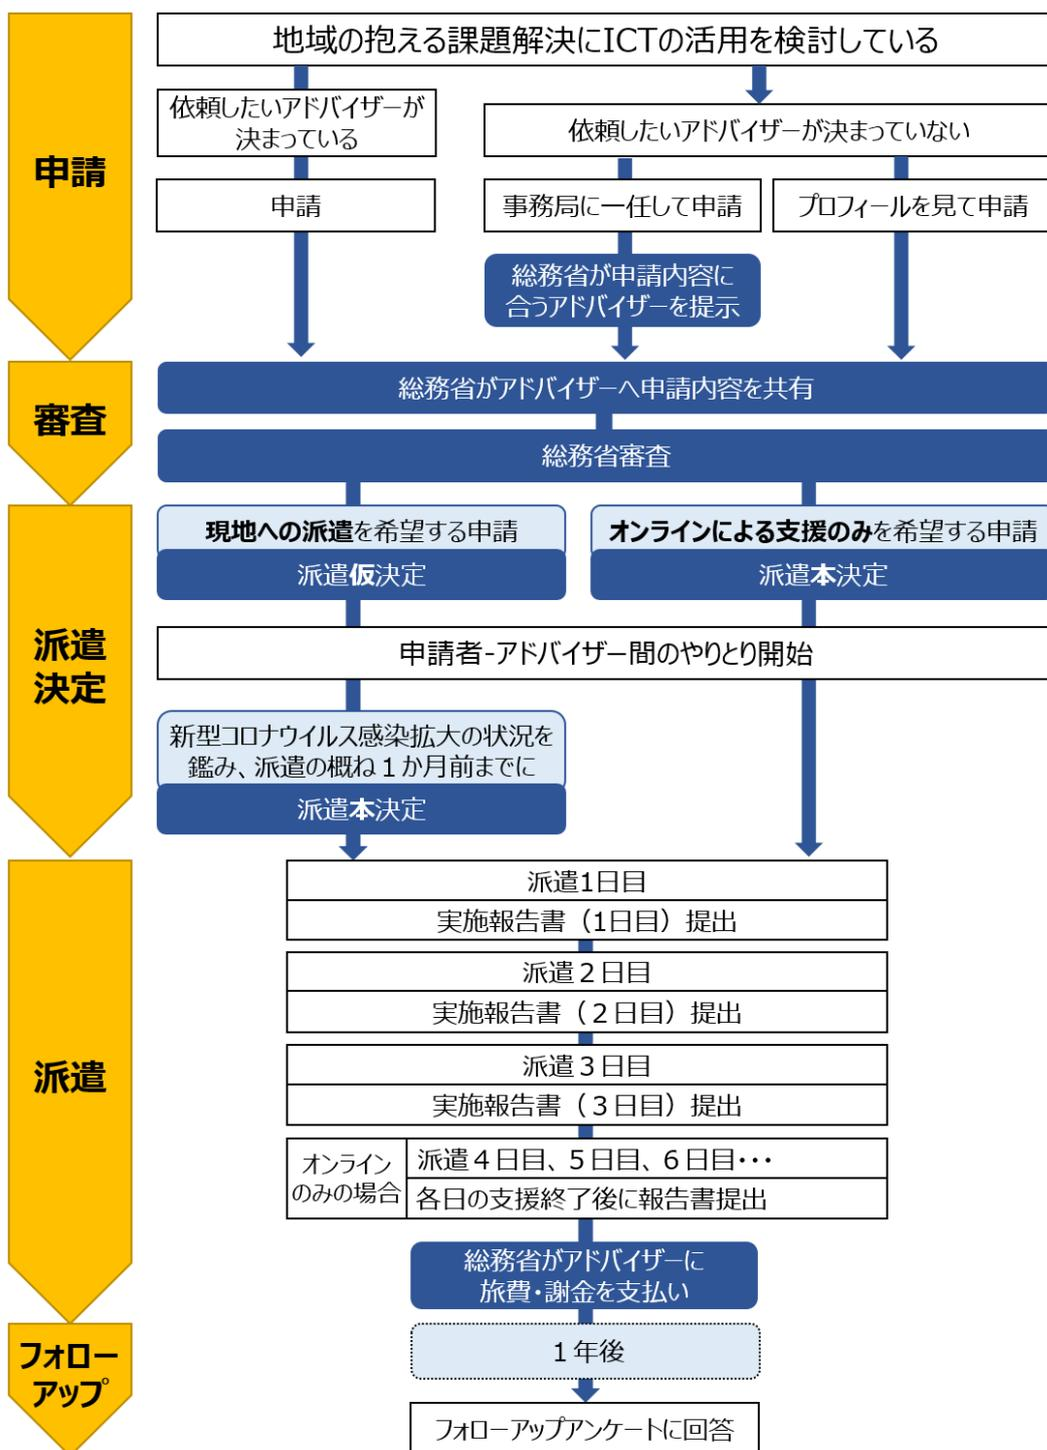 申請
地域の抱える課題解決にICTの活用を検討している
依頼したいアドバイザーが
決まっている
依頼したいアドバイザーが決まっていない
申請
事務局に一任して申請
プロフィールを見て申請
総務省が申請内容に
合うアドバイザーを提示
審査
総務省がアドバイザーへ申請内容を共有
総務省審査
派遣
決定
現地への派遣を希望する申請
派遣仮決定
オンラインによる支援のみを希望する申請
派遣本決定
申請者-アドバイザー間のやりとり開始
新型コロナウイルス感染拡大の状況を
鑑み、派遣の概ね1か月前までに
派遣本決定
派遣
派遣1日目
実施報告書（1日目）提出
派遣2日目
実施報告書（2日目）提出
派遣3日目
実施報告書（3日目）提出
オンライン
のみの場合
派遣4日目、5日目、6日目･･･
各日の支援終了後に報告書提出
総務省がアドバイザーに
旅費・謝金を支払い
フォロー
アップ
1年後
フォローアップアンケートに回答